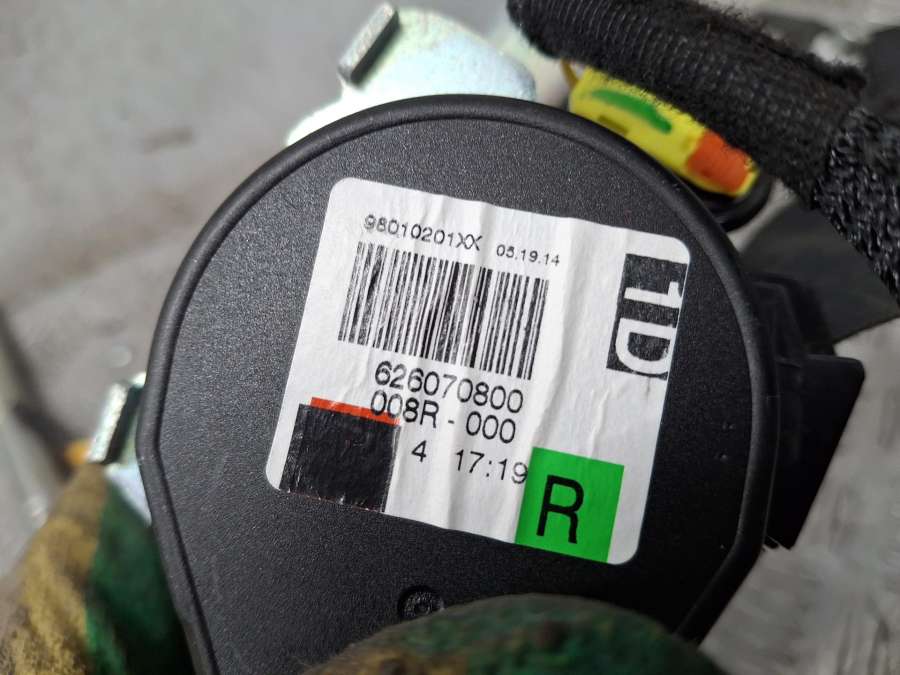 98010201XX 05.19.14
1D
626070800
008R - 000
4 17:19
R